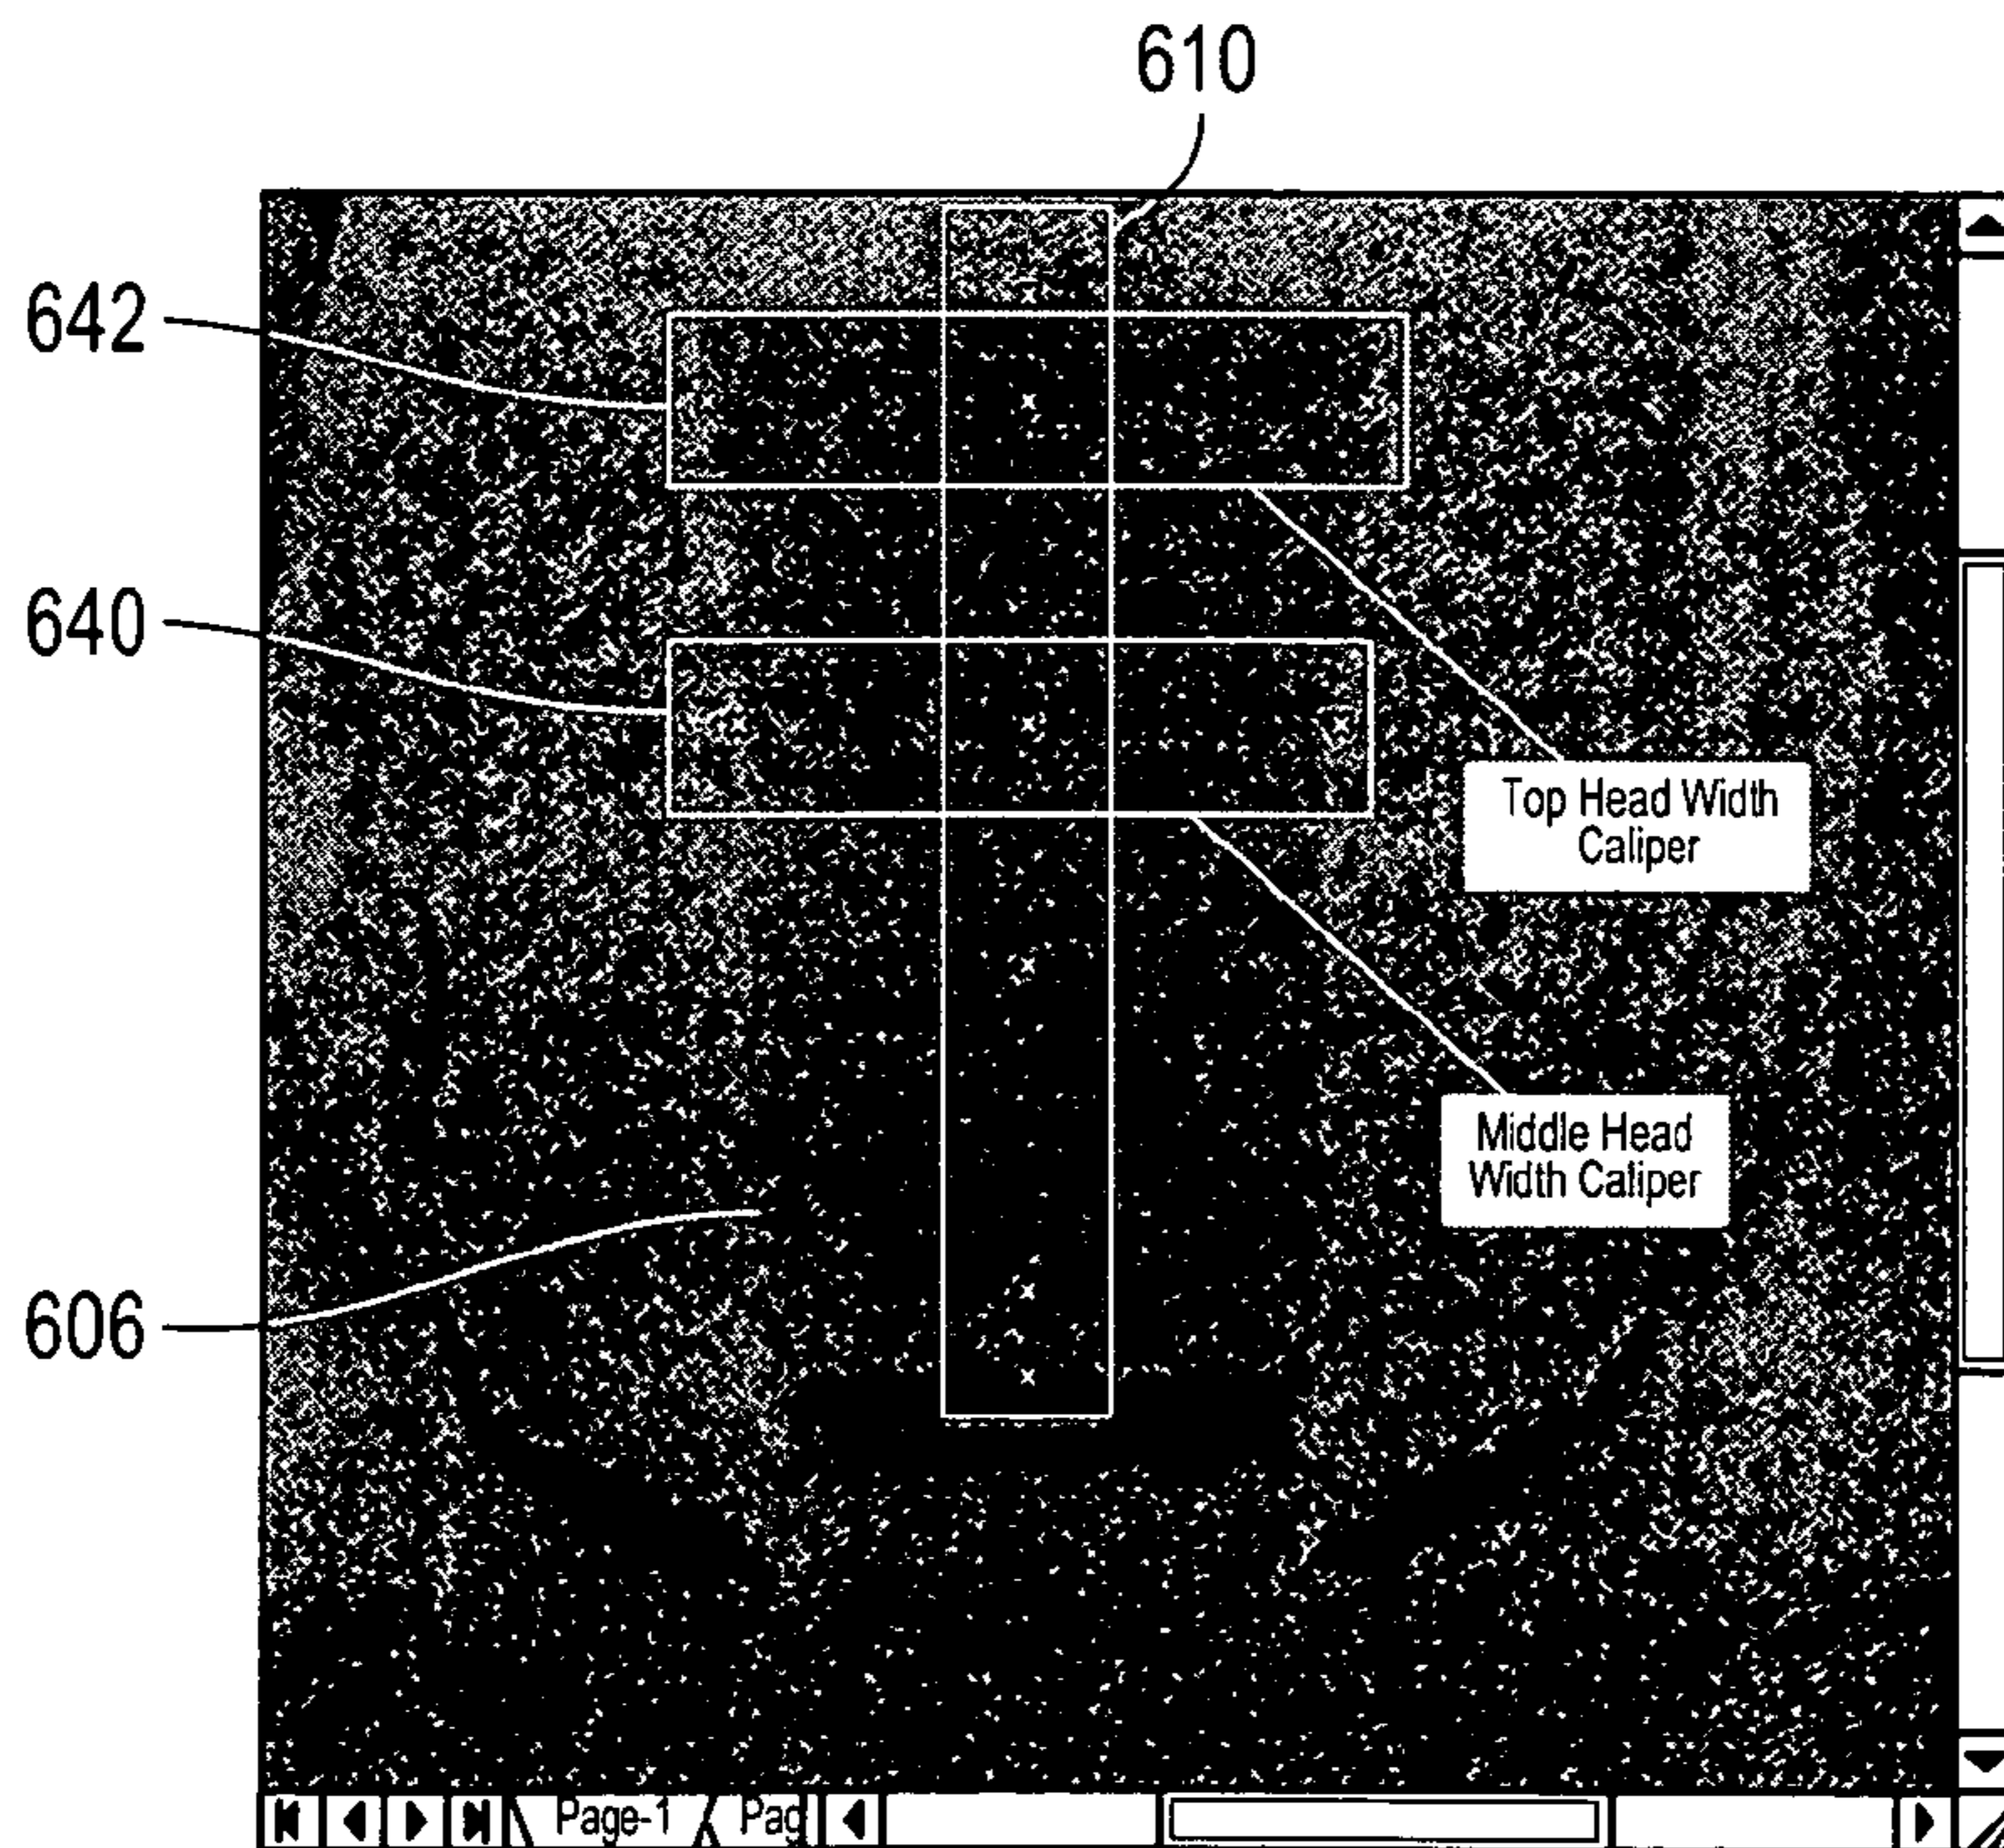 610
642
640
Top Head Width
Caliper
Middle Head
Width Caliper
606
Page-1
Pag